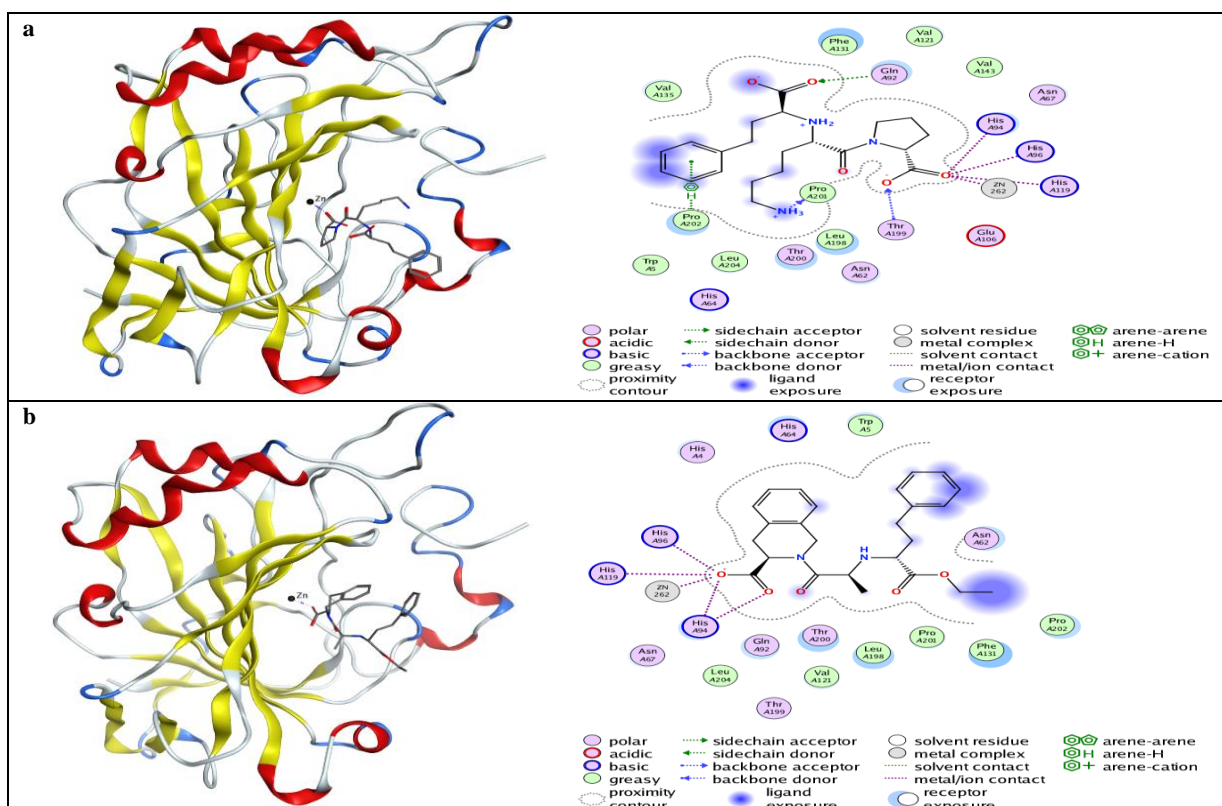 a
Zn
Phe A131
Val A121
Gln A92
Val A143
Asn A67
Val A135
O⁻
O
NH₂
+
His A94
His A96
His A119
N
O
O
O⁻
ZN 262
H
Pro A202
NH₃
+
Pro A201
Leu A198
Thr A199
Glu A106
Trp A5
Leu A204
Thr A200
Asn A62
His A64
polar
acidic
basic
greasy
proximity contour
sidechain acceptor
sidechain donor
backbone acceptor
backbone donor
ligand exposure
solvent residue
metal complex
solvent contact
metal/ion contact
receptor exposure
arene-arene
H arene-H
+ arene-cation
b
Zn
His A64
Trp A5
His A4
His A96
His A119
ZN 262
His A94
O
O
N
O
H
N
O
O
Asn A62
Pro A202
Asn A67
Gln A92
Thr A200
Leu A198
Pro A201
Phe A131
Leu A204
Val A121
Thr A199
polar
acidic
basic
greasy
proximity contour
sidechain acceptor
sidechain donor
backbone acceptor
backbone donor
ligand exposure
solvent residue
metal complex
solvent contact
metal/ion contact
receptor exposure
arene-arene
H arene-H
+ arene-cation